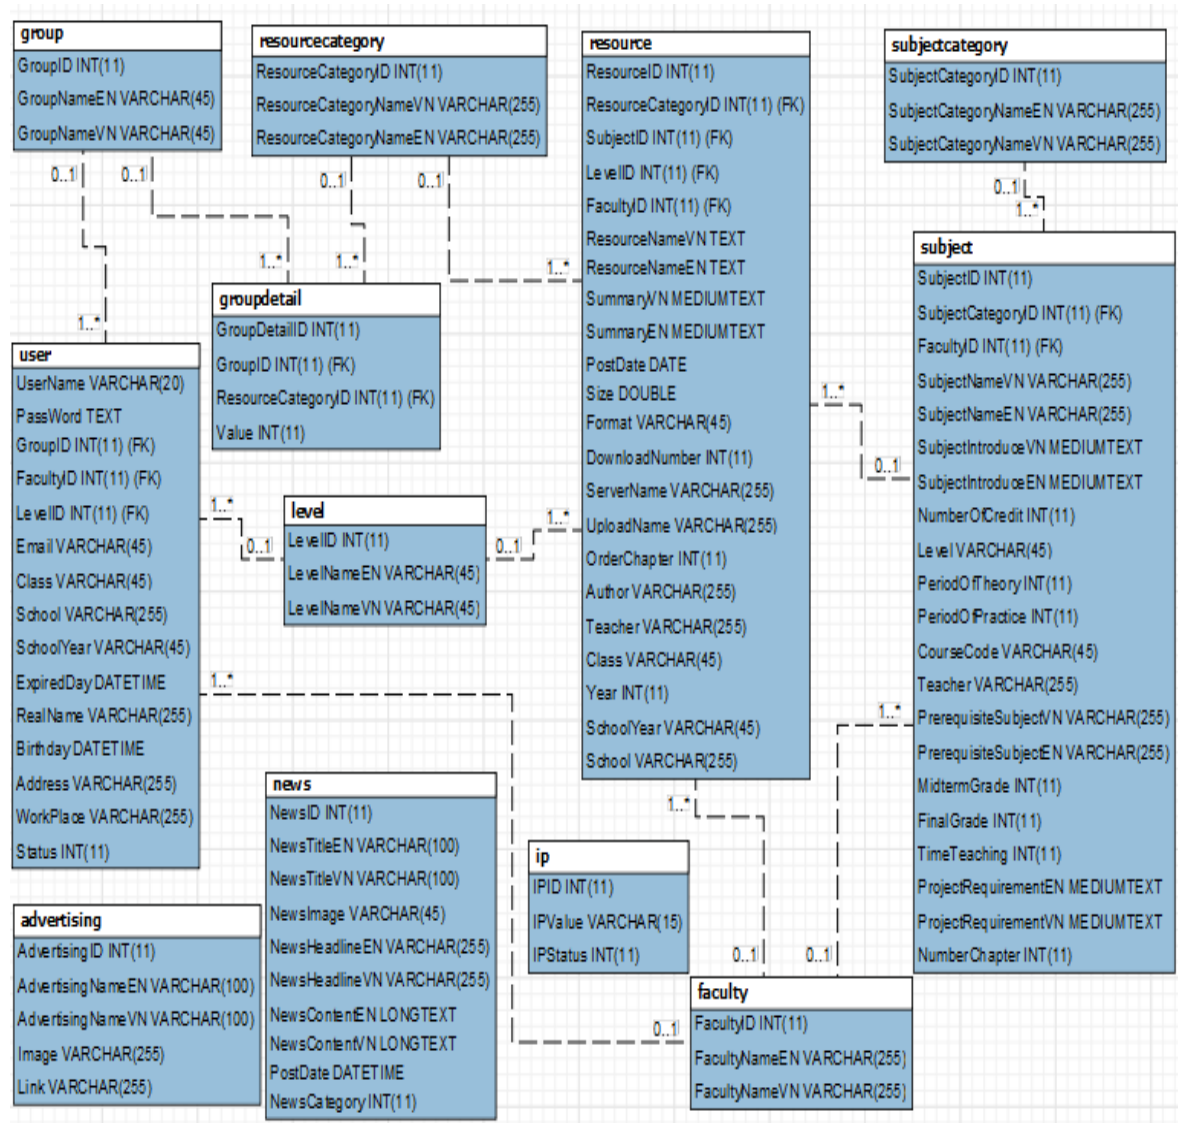 group
GroupID INT(11)
GroupNameEN VARCHAR(45)
GroupNameVN VARCHAR(45)
0..1
0..1
resourcecategory
ResourceCategoryID INT(11)
ResourceCategoryNameVN VARCHAR(255)
ResourceCategoryNameEN VARCHAR(255)
0..1
0..1
resource
ResourceID INT(11)
ResourceCategoryID INT(11) (FK)
SubjectID INT(11) (FK)
LevelID INT(11) (FK)
FacultyID INT(11) (FK)
ResourceNameVN TEXT
ResourceNameEN TEXT
SummaryVN MEDIUMTEXT
SummaryEN MEDIUMTEXT
PostDate DATE
Size DOUBLE
Format VARCHAR(45)
DownloadNumber INT(11)
ServerName VARCHAR(255)
UploadName VARCHAR(255)
OrderChapter INT(11)
Author VARCHAR(255)
Teacher VARCHAR(255)
Class VARCHAR(45)
Year INT(11)
SchoolYear VARCHAR(45)
School VARCHAR(255)
subjectcategory
SubjectCategoryID INT(11)
SubjectCategoryNameEN VARCHAR(255)
SubjectCategoryNameVN VARCHAR(255)
0..1
1..*
subject
SubjectID INT(11)
SubjectCategoryID INT(11) (FK)
FacultyID INT(11) (FK)
SubjectNameVN VARCHAR(255)
SubjectNameEN VARCHAR(255)
SubjectIntroduceVN MEDIUMTEXT
SubjectIntroduceEN MEDIUMTEXT
NumberOfCredit INT(11)
Level VARCHAR(45)
PeriodOfTheory INT(11)
PeriodOfPractice INT(11)
CourseCode VARCHAR(45)
Teacher VARCHAR(255)
PrerequisiteSubjectVN VARCHAR(255)
PrerequisiteSubjectEN VARCHAR(255)
MidtermGrade INT(11)
FinalGrade INT(11)
TimeTeaching INT(11)
ProjectRequirementEN MEDIUMTEXT
ProjectRequirementVN MEDIUMTEXT
NumberChapter INT(11)
1..*
1..*
1..*
groupdetail
GroupDetailID INT(11)
GroupID INT(11) (FK)
ResourceCategoryID INT(11) (FK)
Value INT(11)
1..*
user
UserName VARCHAR(20)
PassWord TEXT
GroupID INT(11) (FK)
FacultyID INT(11) (FK)
LevelID INT(11) (FK)
Email VARCHAR(45)
Class VARCHAR(45)
School VARCHAR(255)
SchoolYear VARCHAR(45)
ExpiredDay DATETIME
RealName VARCHAR(255)
Birthday DATETIME
Address VARCHAR(255)
WorkPlace VARCHAR(255)
Status INT(11)
1..*
0..1
level
LevelID INT(11)
LevelNameEN VARCHAR(45)
LevelNameVN VARCHAR(45)
0..1
1..*
1..*
0..1
1..*
1..*
1..*
news
NewsID INT(11)
NewsTitleEN VARCHAR(100)
NewsTitleVN VARCHAR(100)
NewsImage VARCHAR(45)
NewsHeadlineEN VARCHAR(255)
NewsHeadlineVN VARCHAR(255)
NewsContentEN LONGTEXT
NewsContentVN LONGTEXT
PostDate DATETIME
NewsCategory INT(11)
ip
IPID INT(11)
IPValue VARCHAR(15)
IPStatus INT(11)
advertising
AdvertisingID INT(11)
AdvertisingNameEN VARCHAR(100)
AdvertisingNameVN VARCHAR(100)
Image VARCHAR(255)
Link VARCHAR(255)
0..1
0..1
0..1
faculty
FacultyID INT(11)
FacultyNameEN VARCHAR(255)
FacultyNameVN VARCHAR(255)